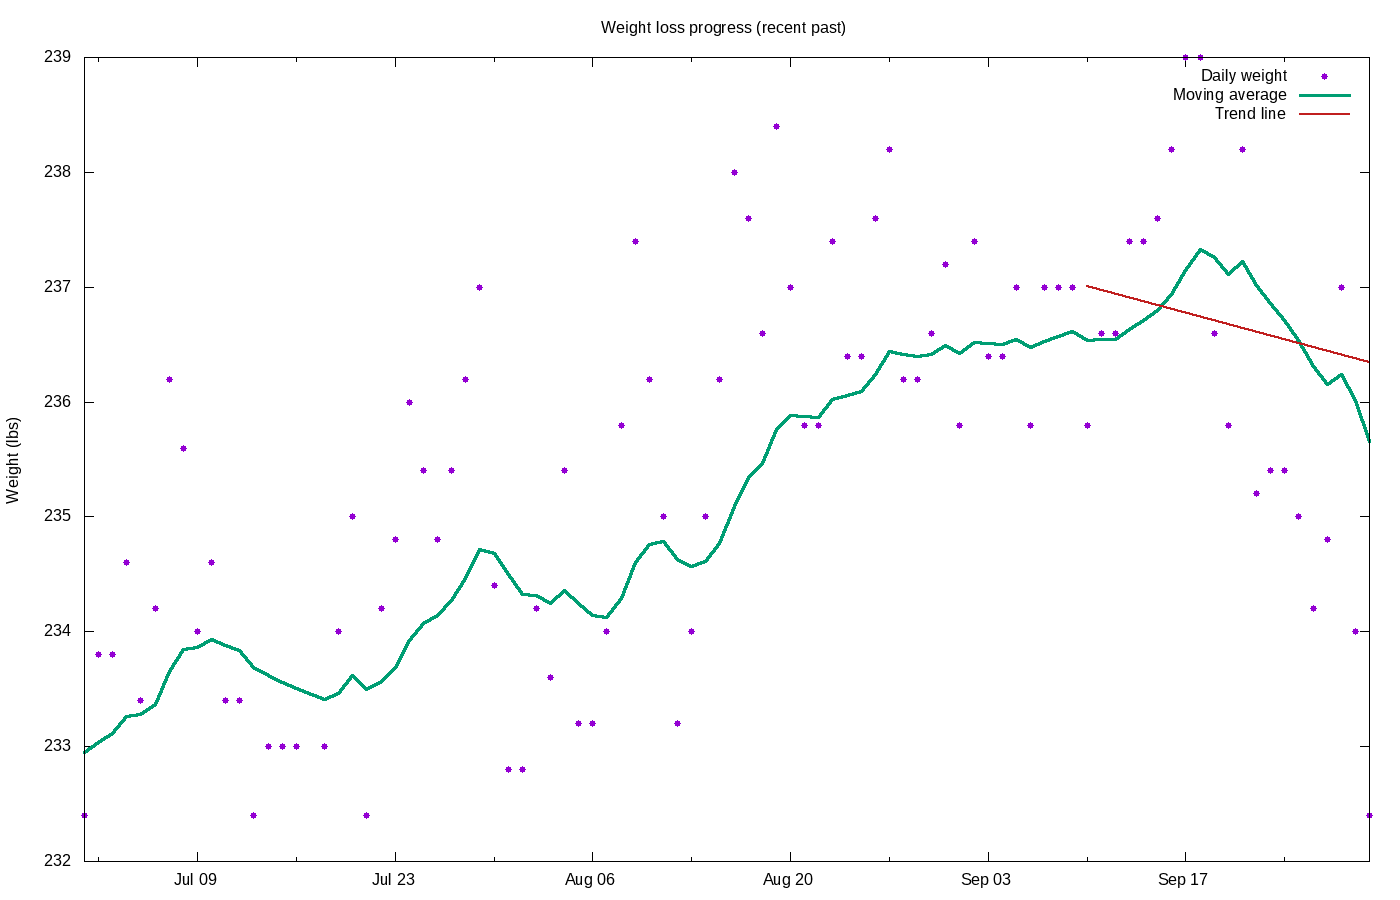 Weight loss progress (recent past)
239
238
237
236
235
234
233
232
Weight (lbs)
Daily weight
Moving average
Trend line
Jul 09 Jul 23 Aug 06 Aug 20 Sep 03 Sep 17